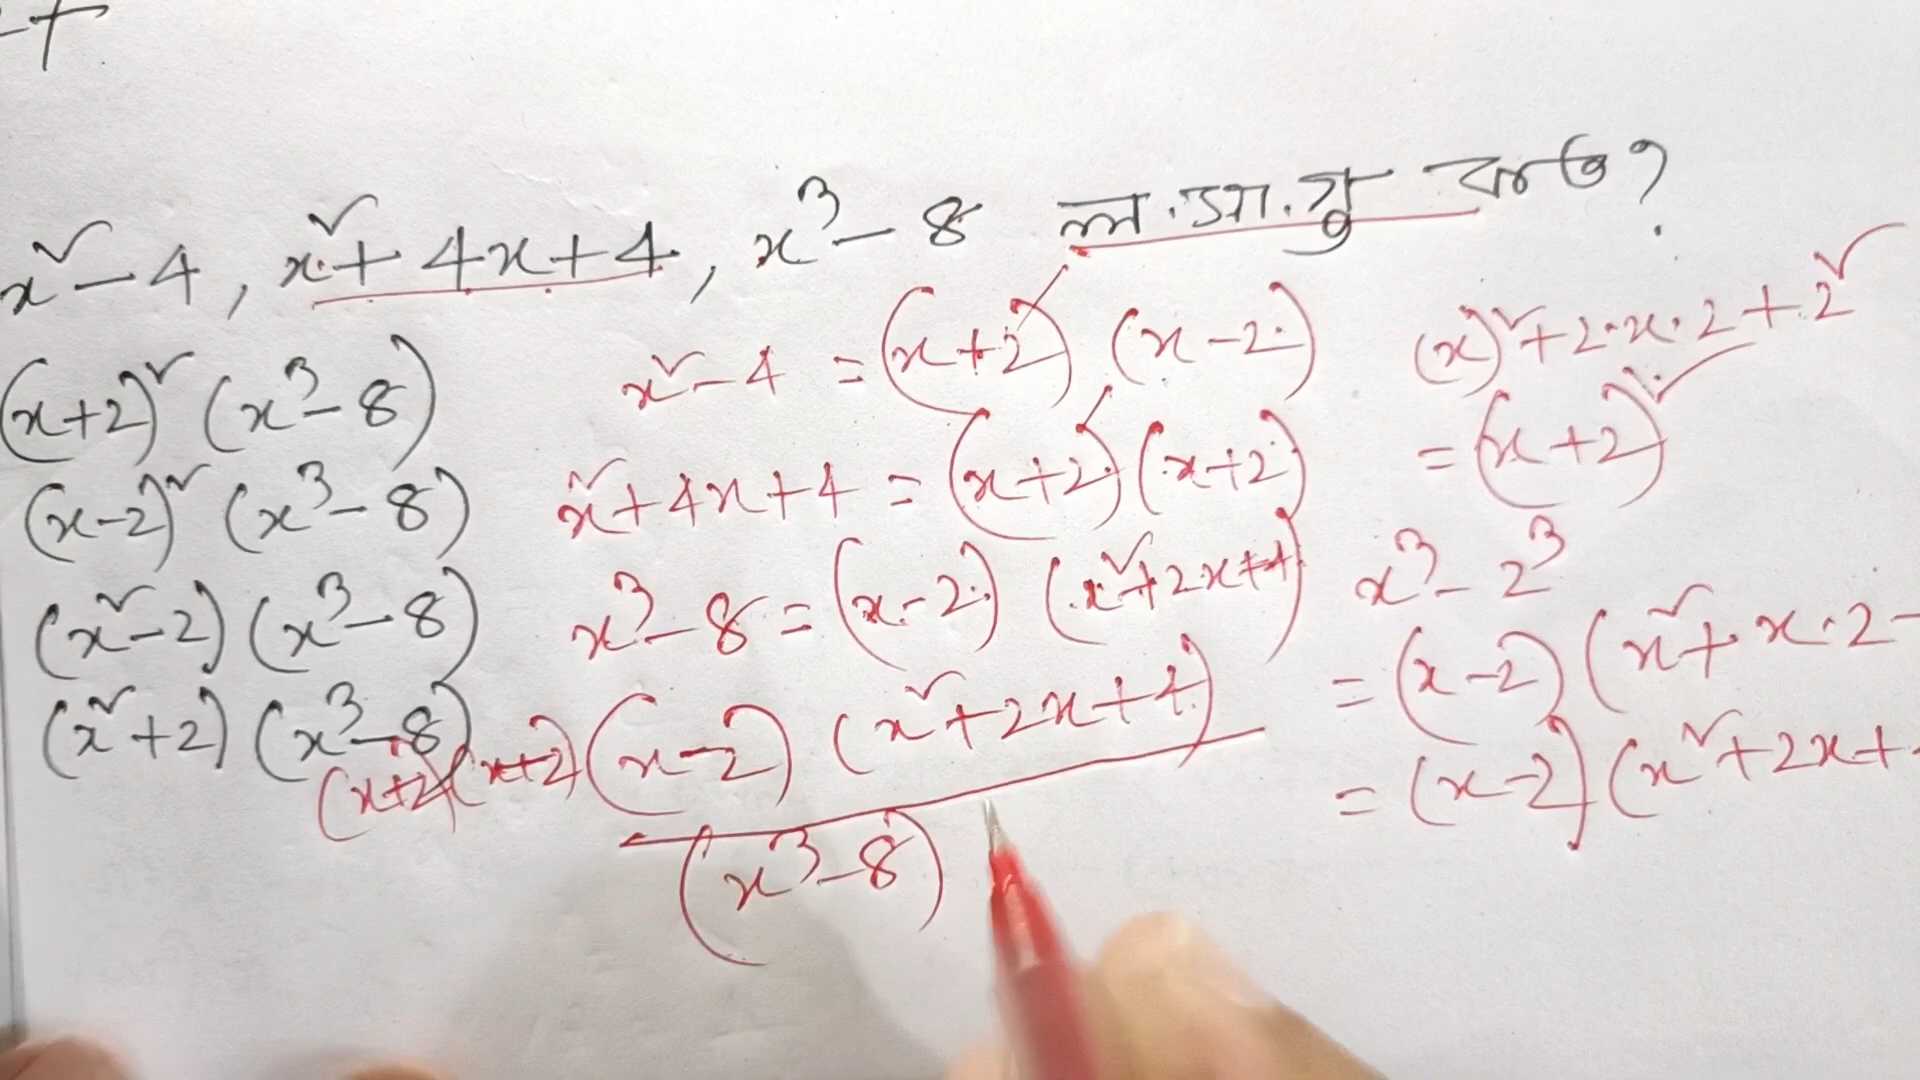 x² - 4, x² + 4x + 4, x³ - 8 ল.সা.গু কত?
(x+2)² (x³-8)
(x-2)² (x³-8)
(x²-2) (x³-8)
(x²+2) (x³-8)
x² - 4 = (x+2) (x-2)
x² + 4x + 4 = (x+2) (x+2)
x³ - 8 = (x-2) (x²+2x+4)
(x+2) (x+2) (x-2) (x²+2x+4)
(x³-8)
(x)² + 2·x·2 + 2²
= (x+2)²
x³ - 2³
= (x-2) (x² + x·2 -
= (x-2) (x²+2x+